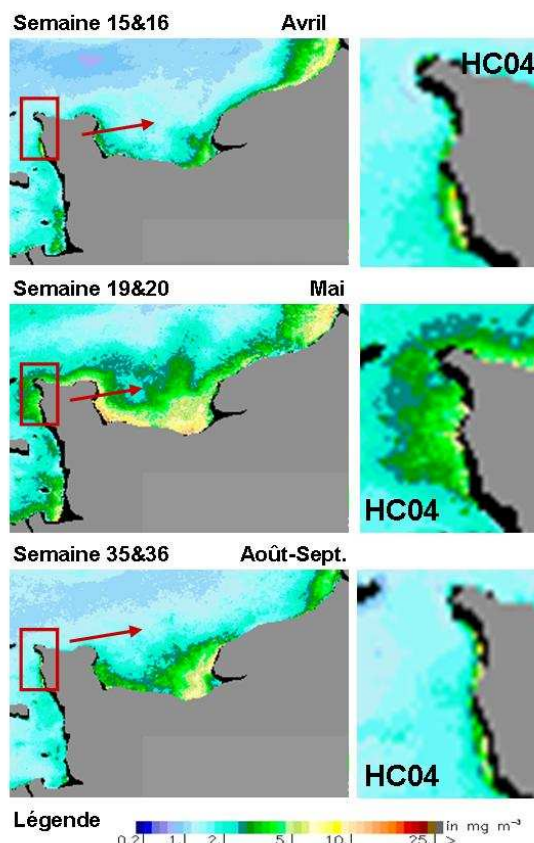 Semaine 15&16 Avril
HC04
Semaine 19&20 Mai
HC04
Semaine 35&36 Août-Sept.
HC04
Légende
in mg m⁻³
0.2 1. 2. 5. 10. 25. >